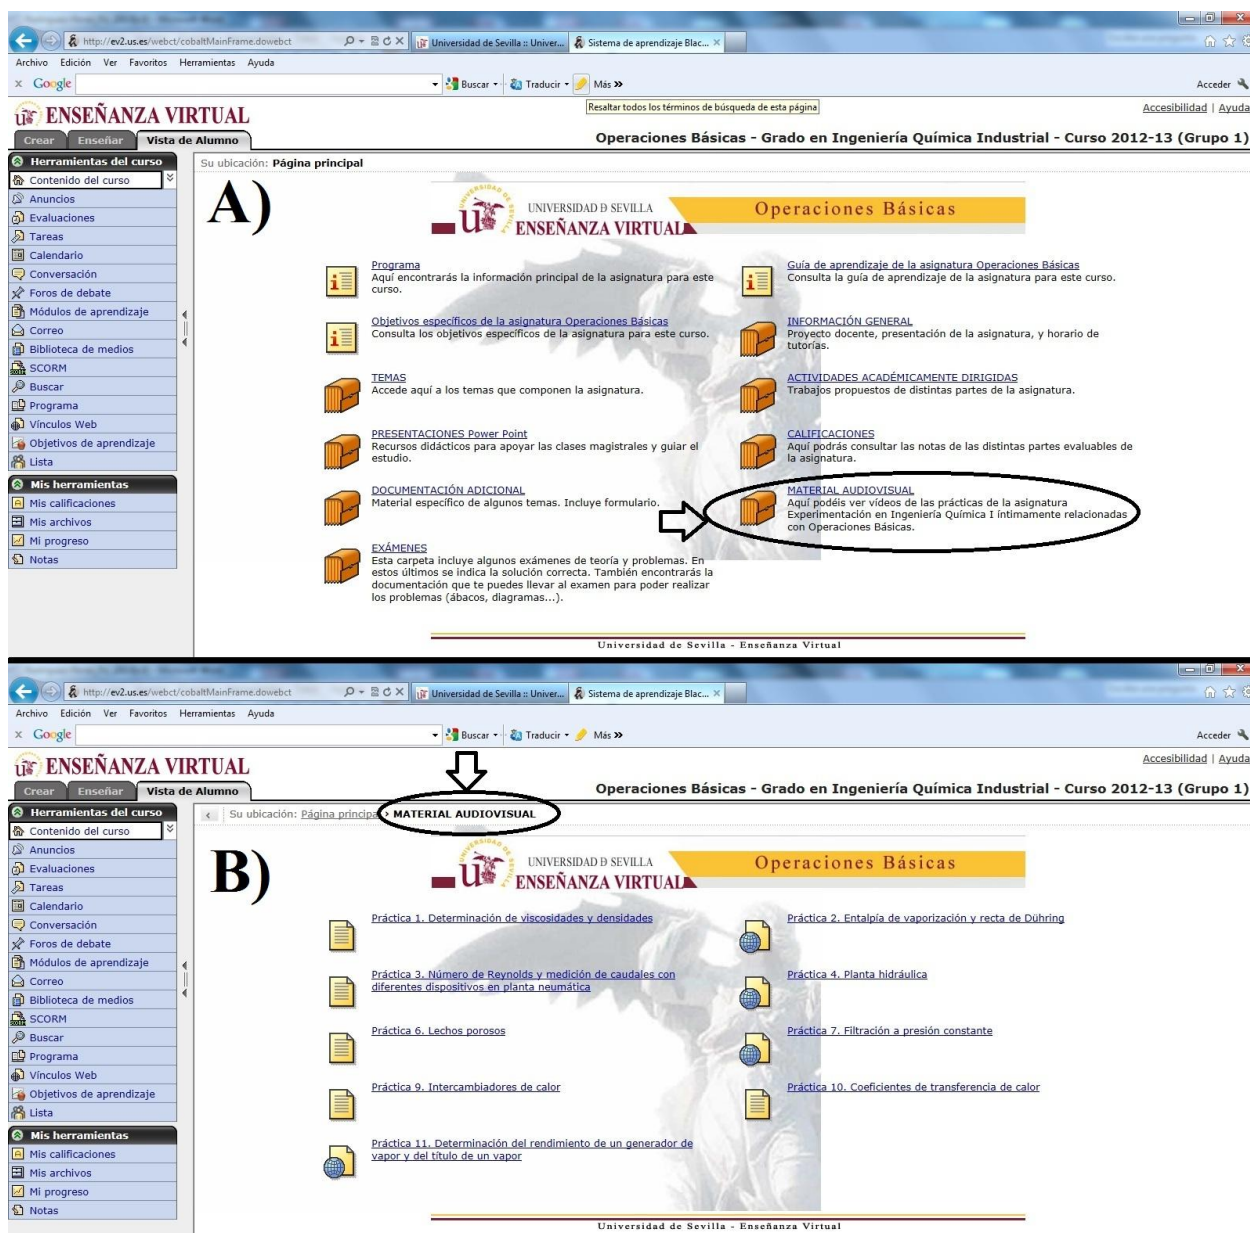 http://ev2.us.es/webct/cobaltMainFrame.dowebct
Universidad de Sevilla :: Univer...
Sistema de aprendizaje Blac...
Archivo Edición Ver Favoritos Herramientas Ayuda
x Google
Buscar
Traducir
Más »
Acceder
Resaltar todos los términos de búsqueda de esta página
ENSEÑANZA VIRTUAL
Accesibilidad | Ayuda
Crear Enseñar Vista de Alumno
Operaciones Básicas - Grado en Ingeniería Química Industrial - Curso 2012-13 (Grupo 1)
Herramientas del curso
Contenido del curso
Anuncios
Evaluaciones
Tareas
Calendario
Conversación
Foros de debate
Módulos de aprendizaje
Correo
Biblioteca de medios
SCORM
Buscar
Programa
Vínculos Web
Objetivos de aprendizaje
Lista
Mis herramientas
Mis calificaciones
Mis archivos
Mi progreso
Notas
Su ubicación: Página principal
A)
UNIVERSIDAD D SEVILLA
ENSEÑANZA VIRTUAL
Operaciones Básicas
Programa
Aquí encontrarás la información principal de la asignatura para este
curso.
Guía de aprendizaje de la asignatura Operaciones Básicas
Consulta la guía de aprendizaje de la asignatura para este curso.
Objetivos específicos de la asignatura Operaciones Básicas
Consulta los objetivos específicos de la asignatura para este curso.
INFORMACIÓN GENERAL
Proyecto docente, presentación de la asignatura, y horario de
tutorías.
TEMAS
Accede aquí a los temas que componen la asignatura.
ACTIVIDADES ACADÉMICAMENTE DIRIGIDAS
Trabajos propuestos de distintas partes de la asignatura.
PRESENTACIONES Power Point
Recursos didácticos para apoyar las clases magistrales y guiar el
estudio.
CALIFICACIONES
Aquí podrás consultar las notas de las distintas partes evaluables de
la asignatura.
DOCUMENTACIÓN ADICIONAL
Material específico de algunos temas. Incluye formulario.
MATERIAL AUDIOVISUAL
Aquí podéis ver vídeos de las prácticas de la asignatura
Experimentación en Ingeniería Química I íntimamente relacionadas
con Operaciones Básicas.
EXÁMENES
Esta carpeta incluye algunos exámenes de teoría y problemas. En
estos últimos se indica la solución correcta. También encontrarás la
documentación que te puedes llevar al examen para poder realizar
los problemas (ábacos, diagramas...).
Universidad de Sevilla - Enseñanza Virtual
http://ev2.us.es/webct/cobaltMainFrame.dowebct
Universidad de Sevilla :: Univer...
Sistema de aprendizaje Blac...
Archivo Edición Ver Favoritos Herramientas Ayuda
x Google
Buscar
Traducir
Más »
Acceder
ENSEÑANZA VIRTUAL
Accesibilidad | Ayuda
Crear Enseñar Vista de Alumno
Operaciones Básicas - Grado en Ingeniería Química Industrial - Curso 2012-13 (Grupo 1)
Herramientas del curso
Contenido del curso
Anuncios
Evaluaciones
Tareas
Calendario
Conversación
Foros de debate
Módulos de aprendizaje
Correo
Biblioteca de medios
SCORM
Buscar
Programa
Vínculos Web
Objetivos de aprendizaje
Lista
Mis herramientas
Mis calificaciones
Mis archivos
Mi progreso
Notas
Su ubicación: Página principal › MATERIAL AUDIOVISUAL
B)
UNIVERSIDAD D SEVILLA
ENSEÑANZA VIRTUAL
Operaciones Básicas
Práctica 1. Determinación de viscosidades y densidades
Práctica 2. Entalpía de vaporización y recta de Dühring
Práctica 3. Número de Reynolds y medición de caudales con
diferentes dispositivos en planta neumática
Práctica 4. Planta hidráulica
Práctica 6. Lechos porosos
Práctica 7. Filtración a presión constante
Práctica 9. Intercambiadores de calor
Práctica 10. Coeficientes de transferencia de calor
Práctica 11. Determinación del rendimiento de un generador de
vapor y del título de un vapor
Universidad de Sevilla - Enseñanza Virtual